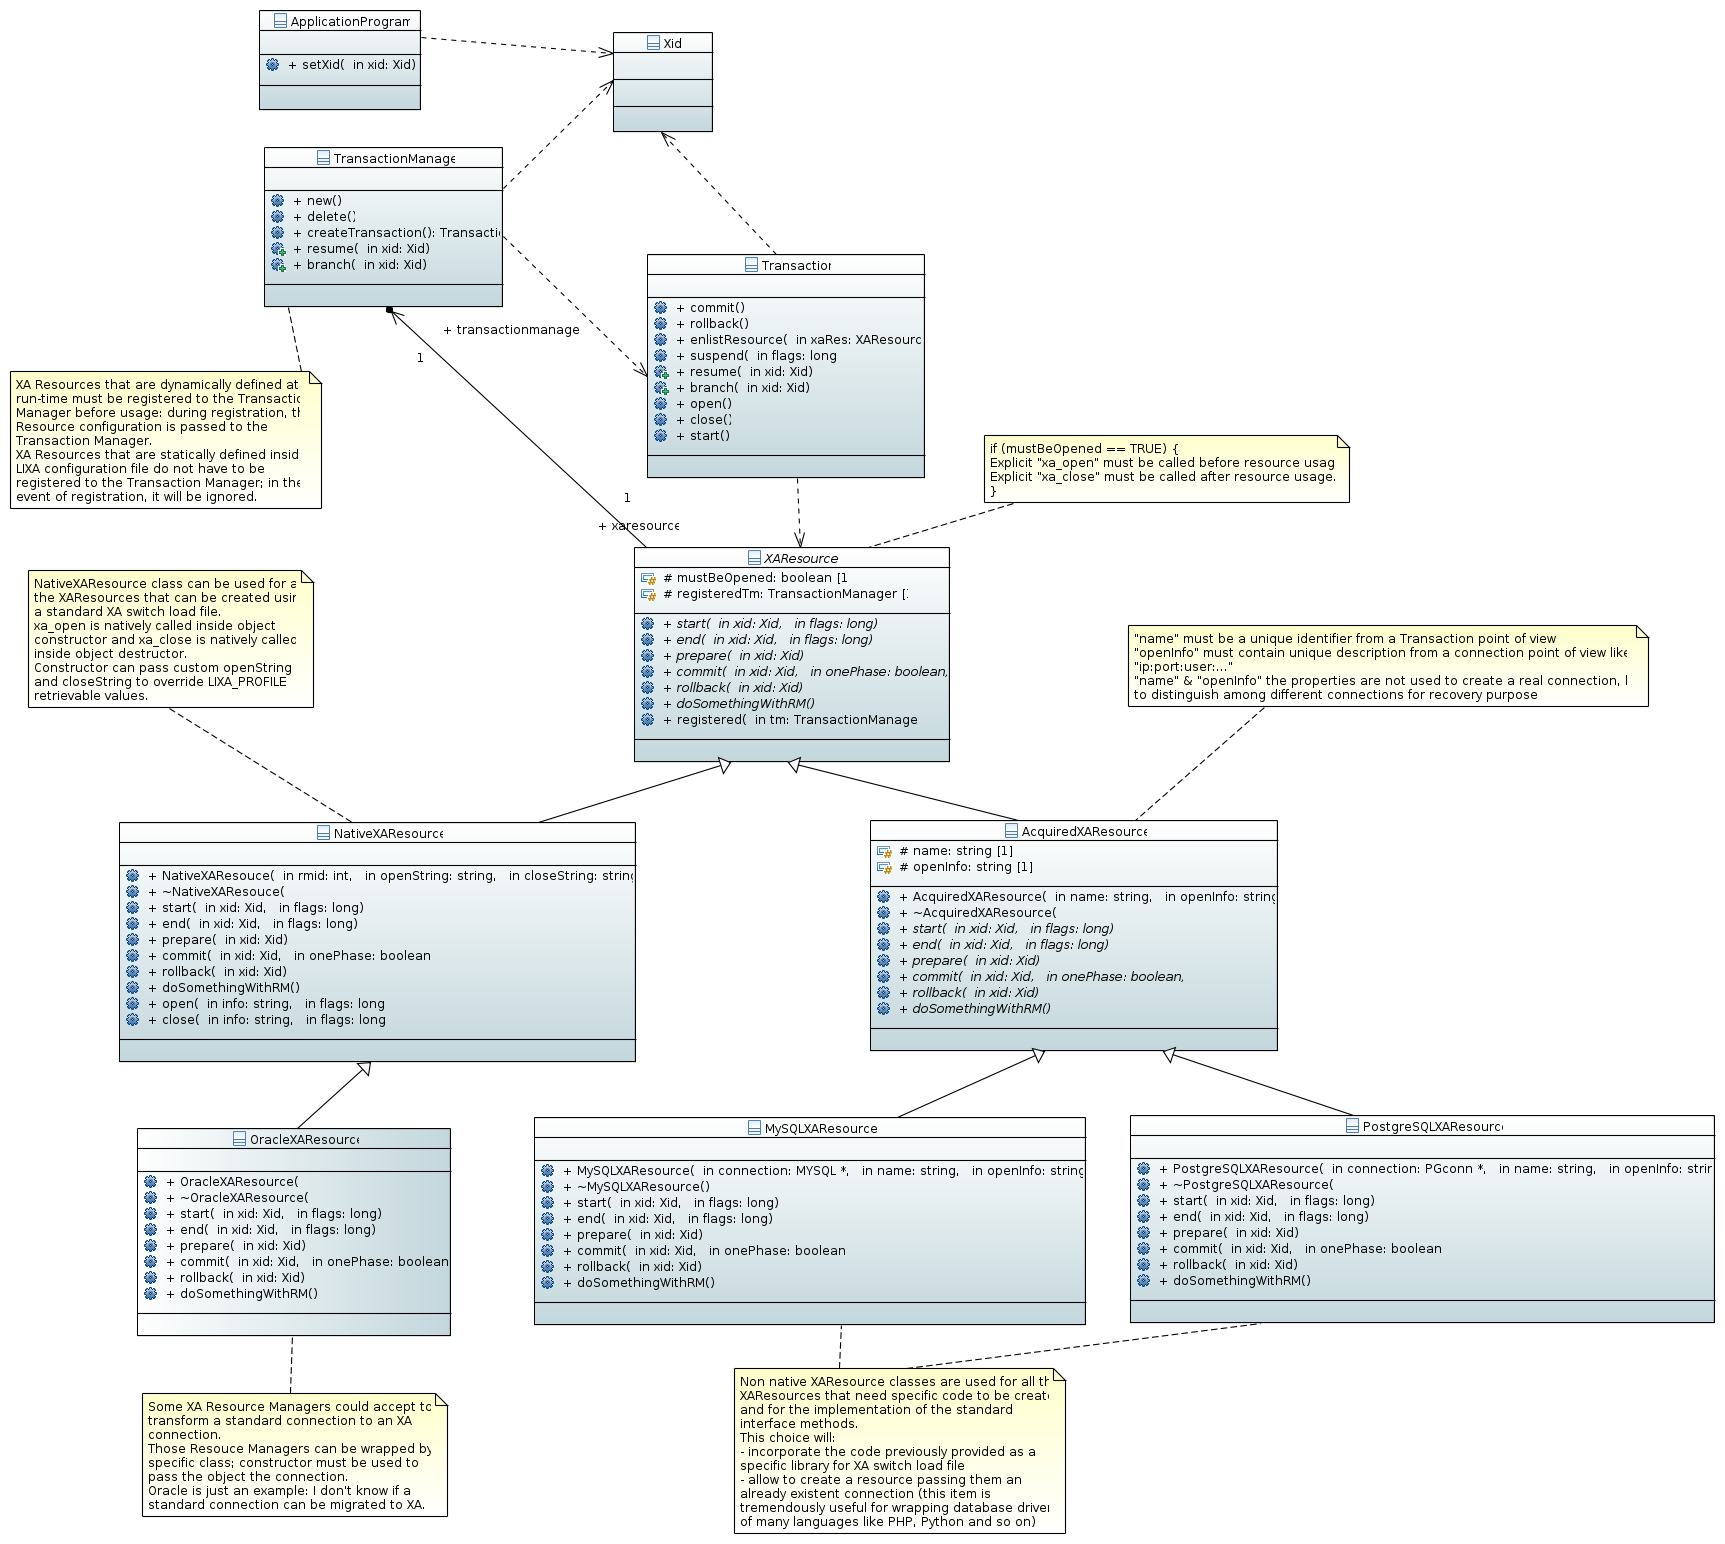 ApplicationProgram
+ setXid(  in xid: Xid)
Xid
TransactionManage
+ new()
+ delete()
+ createTransaction(): Transacti
+ resume(  in xid: Xid)
+ branch(  in xid: Xid)
Transaction
+ commit()
+ rollback()
+ enlistResource(  in xaRes: XAResourc
+ suspend(  in flags: long
+ resume(  in xid: Xid)
+ branch(  in xid: Xid)
+ open()
+ close()
+ start()
+ transactionmanage
1
1
+ xaresource
XA Resources that are dynamically defined at
run-time must be registered to the Transactic
Manager before usage: during registration, th
Resource configuration is passed to the
Transaction Manager.
XA Resources that are statically defined insid
LIXA configuration file do not have to be
registered to the Transaction Manager; in the
event of registration, it will be ignored.
if (mustBeOpened == TRUE) {
Explicit "xa_open" must be called before resource usag
Explicit "xa_close" must be called after resource usage.
}
XAResource
# mustBeOpened: boolean [1
# registeredTm: TransactionManager [
+ start(  in xid: Xid,   in flags: long)
+ end(  in xid: Xid,   in flags: long)
+ prepare(  in xid: Xid)
+ commit(  in xid: Xid,   in onePhase: boolean,
+ rollback(  in xid: Xid)
+ doSomethingWithRM()
+ registered(  in tm: TransactionManage
NativeXAResource class can be used for a
the XAResources that can be created usir
a standard XA switch load file.
xa_open is natively called inside object
constructor and xa_close is natively called
inside object destructor.
Constructor can pass custom openString
and closeString to override LIXA_PROFILE
retrievable values.
"name" must be a unique identifier from a Transaction point of view
"openInfo" must contain unique description from a connection point of view like
"ip:port:user:..."
"name" & "openInfo" the properties are not used to create a real connection, 
to distinguish among different connections for recovery purpose
NativeXAResource
+ NativeXAResouce(  in rmid: int,   in openString: string,   in closeString: string
+ ~NativeXAResouce(
+ start(  in xid: Xid,   in flags: long)
+ end(  in xid: Xid,   in flags: long)
+ prepare(  in xid: Xid)
+ commit(  in xid: Xid,   in onePhase: boolean
+ rollback(  in xid: Xid)
+ doSomethingWithRM()
+ open(  in info: string,   in flags: long
+ close(  in info: string,   in flags: long
AcquiredXAResource
# name: string [1]
# openInfo: string [1]
+ AcquiredXAResource(  in name: string,   in openInfo: string
+ ~AcquiredXAResource(
+ start(  in xid: Xid,   in flags: long)
+ end(  in xid: Xid,   in flags: long)
+ prepare(  in xid: Xid)
+ commit(  in xid: Xid,   in onePhase: boolean,
+ rollback(  in xid: Xid)
+ doSomethingWithRM()
OracleXAResource
+ OracleXAResource(
+ ~OracleXAResource(
+ start(  in xid: Xid,   in flags: long)
+ end(  in xid: Xid,   in flags: long)
+ prepare(  in xid: Xid)
+ commit(  in xid: Xid,   in onePhase: boolean
+ rollback(  in xid: Xid)
+ doSomethingWithRM()
MySQLXAResource
+ MySQLXAResource(  in connection: MYSQL *,   in name: string,   in openInfo: string
+ ~MySQLXAResource()
+ start(  in xid: Xid,   in flags: long)
+ end(  in xid: Xid,   in flags: long)
+ prepare(  in xid: Xid)
+ commit(  in xid: Xid,   in onePhase: boolean
+ rollback(  in xid: Xid)
+ doSomethingWithRM()
PostgreSQLXAResourc
+ PostgreSQLXAResource(  in connection: PGconn *,   in name: string,   in openInfo: strir
+ ~PostgreSQLXAResource(
+ start(  in xid: Xid,   in flags: long)
+ end(  in xid: Xid,   in flags: long)
+ prepare(  in xid: Xid)
+ commit(  in xid: Xid,   in onePhase: boolean
+ rollback(  in xid: Xid)
+ doSomethingWithRM()
Some XA Resource Managers could accept to
transform a standard connection to an XA
connection.
Those Resouce Managers can be wrapped by
specific class; constructor must be used to
pass the object the connection.
Oracle is just an example: I don't know if a
standard connection can be migrated to XA.
Non native XAResource classes are used for all th
XAResources that need specific code to be creat
and for the implementation of the standard
interface methods.
This choice will:
- incorporate the code previously provided as a
specific library for XA switch load file
- allow to create a resource passing them an
already existent connection (this item is
tremendously useful for wrapping database driver
of many languages like PHP, Python and so on)